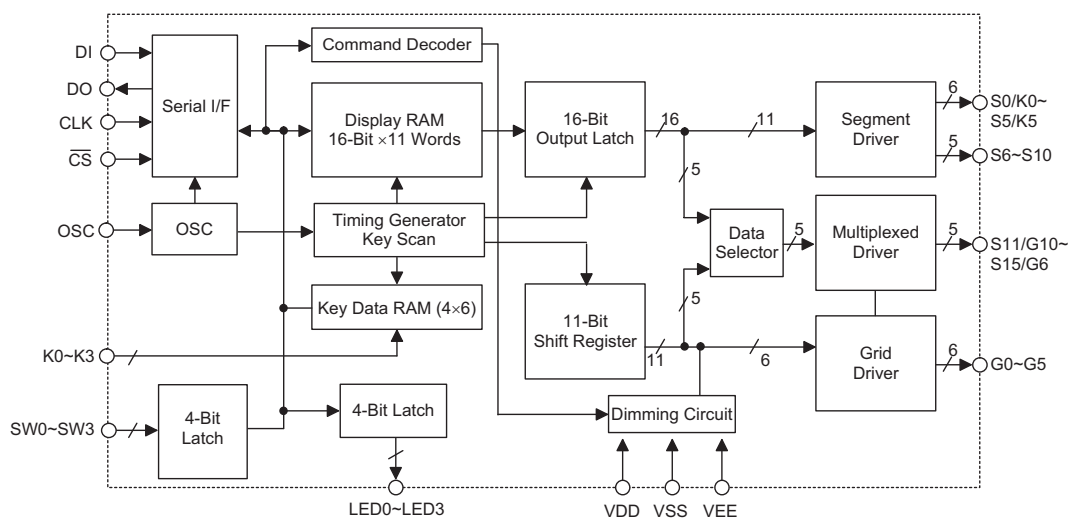 DI
DO
CLK
CS
OSC
K0~K3
SW0~SW3
Serial I/F
OSC
4-Bit
Latch
Command Decoder
Display RAM
16-Bit ×11 Words
Timing Generator
Key Scan
Key Data RAM (4×6)
4-Bit Latch
LED0~LED3
16-Bit
Output Latch
16
11
5
11-Bit
Shift Register
11
5
6
Data
Selector
5
Dimming Circuit
VDD
VSS
VEE
Segment
Driver
6
5
Multiplexed
Driver
5
Grid
Driver
6
S0/K0~
S5/K5
S6~S10
S11/G10~
S15/G6
G0~G5